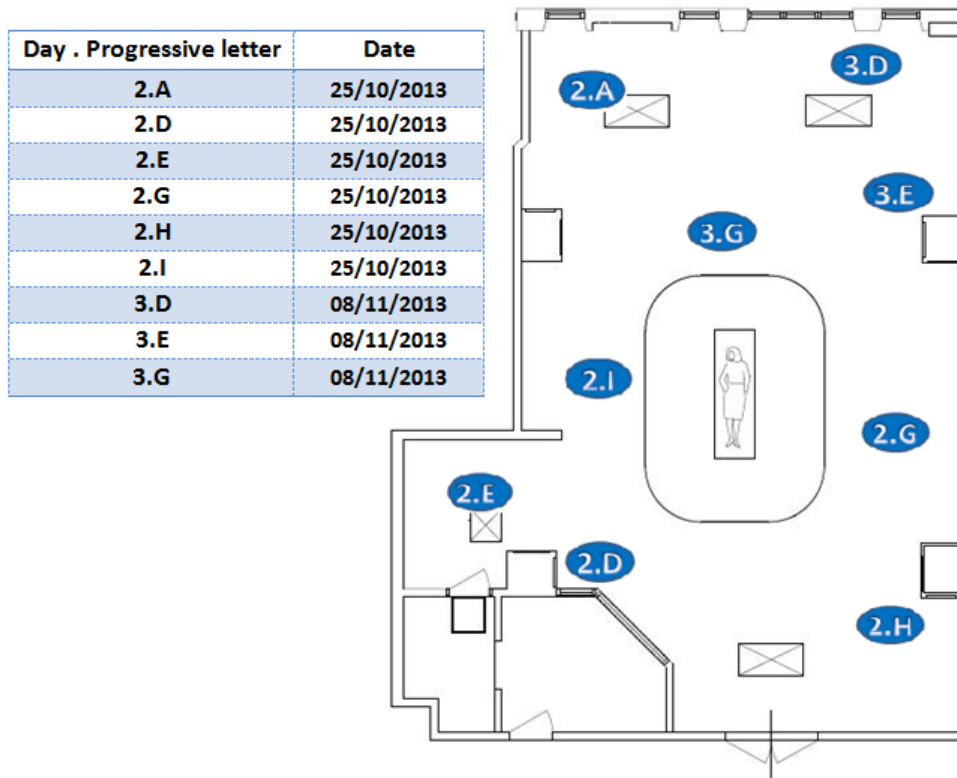 Day . Progressive letter Date
2.A 25/10/2013
2.D 25/10/2013
2.E 25/10/2013
2.G 25/10/2013
2.H 25/10/2013
2.I 25/10/2013
3.D 08/11/2013
3.E 08/11/2013
3.G 08/11/2013
3.D
2.A
3.E
3.G
2.I
2.G
2.E
2.D
2.H